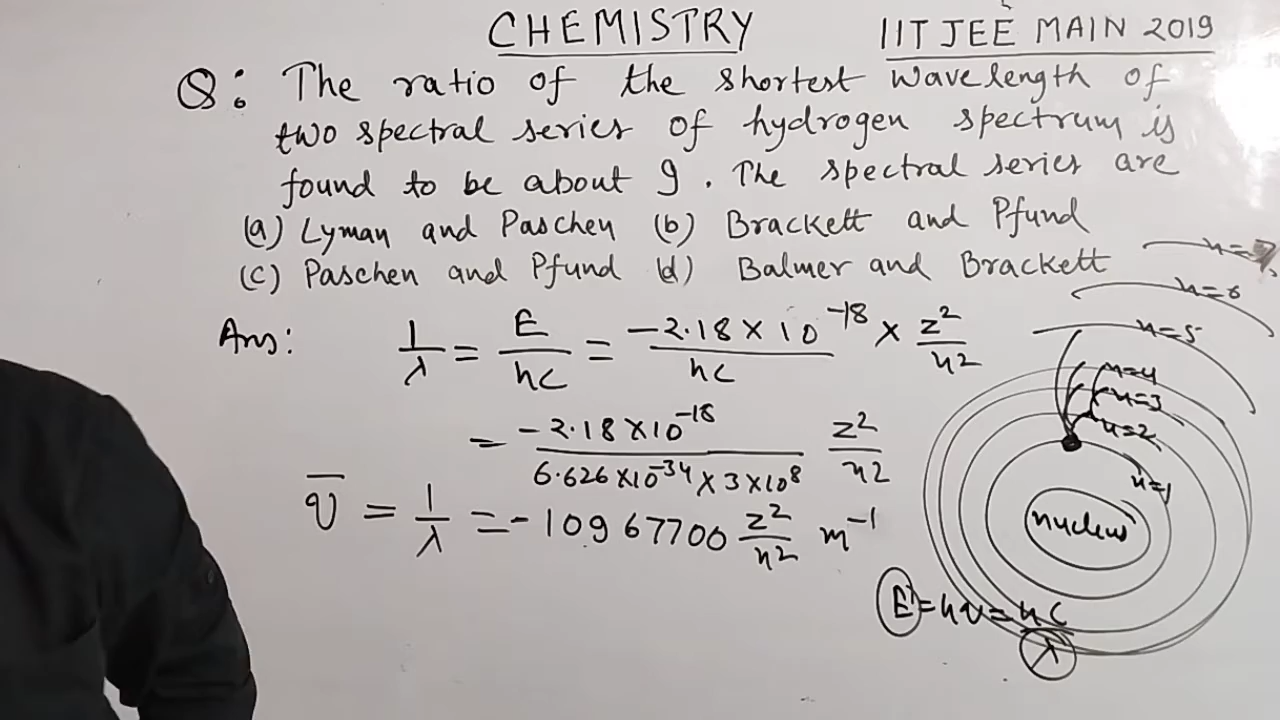 CHEMISTRY IIT JEE MAIN 2019
Q: The ratio of the shortest wavelength of
two spectral series of hydrogen spectrum is
found to be about 9. The spectral series are
(a) Lyman and Paschen (b) Brackett and Pfund
(c) Paschen and Pfund (d) Balmer and Brackett
Ans: 1/λ = E/hc = -2.18 × 10^-18/hc × z²/n²
= -2.18 × 10^-18/6.626 × 10^-34 × 3 × 10^8 z²/n²
v̄ = 1/λ = -10967700 z²/n² m^-1
n=7
n=6
n=5
n=4
n=3
n=2
n=1
nucleus
E = hν = hc/λ